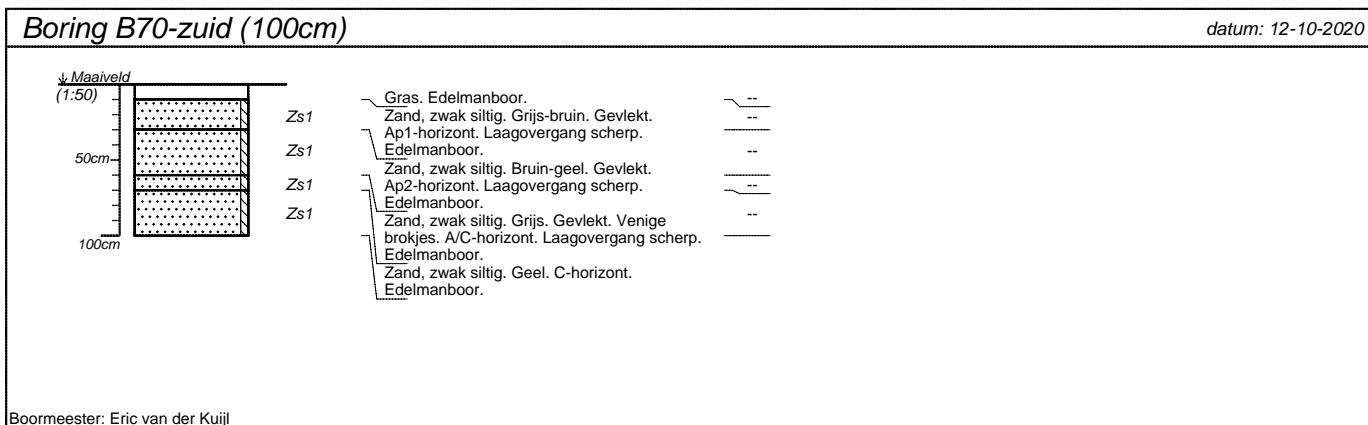 Boring B70-zuid (100cm)
datum: 12-10-2020
Maaiveld
(1:50)
50cm
100cm
Zs1
Zs1
Zs1
Zs1
Gras. Edelmanboor.
Zand, zwak siltig. Grijs-bruin. Gevlekt.
Ap1-horizont. Laagovergang scherp.
Edelmanboor.
Zand, zwak siltig. Bruin-geel. Gevlekt.
Ap2-horizont. Laagovergang scherp.
Edelmanboor.
Zand, zwak siltig. Grijs. Gevlekt. Venige
brokjes. A/C-horizont. Laagovergang scherp.
Edelmanboor.
Zand, zwak siltig. Geel. C-horizont.
Edelmanboor.
--
--
--
--
--
Boormeester: Eric van der Kuijl